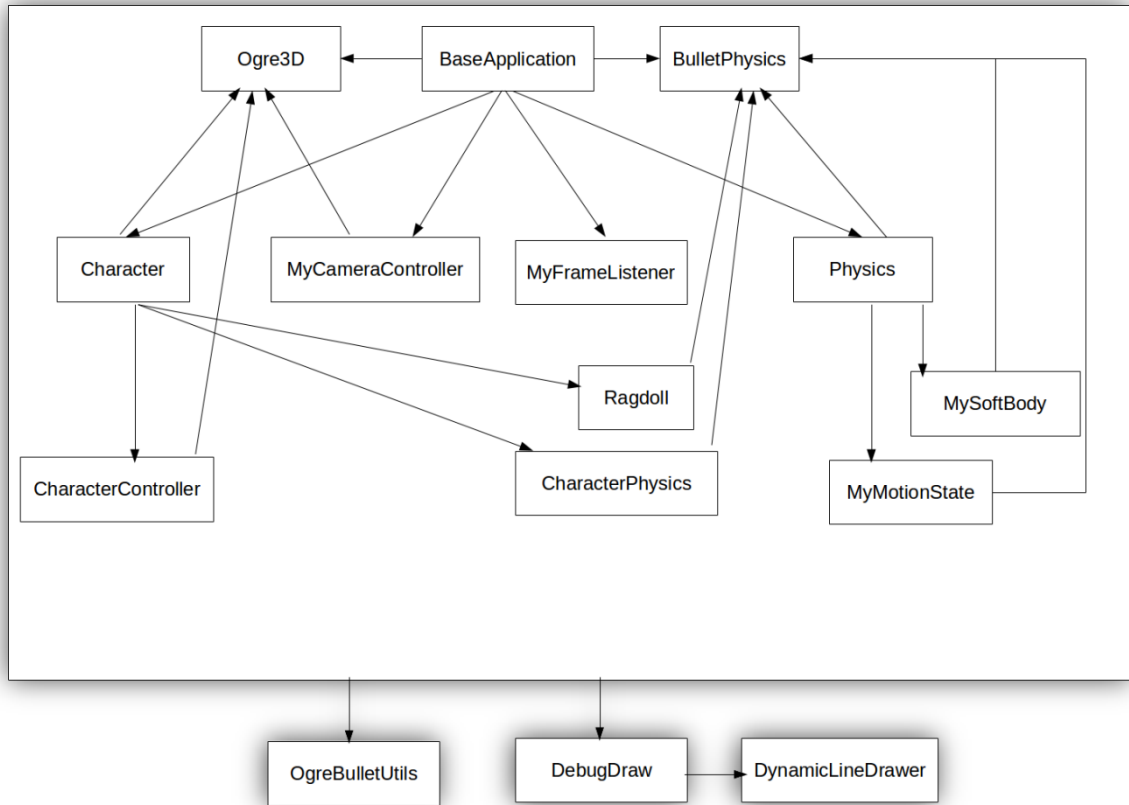 Ogre3D
BaseApplication
BulletPhysics
Character
MyCameraController
MyFrameListener
Physics
Ragdoll
MySoftBody
CharacterController
CharacterPhysics
MyMotionState
OgreBulletUtils
DebugDraw
DynamicLineDrawer